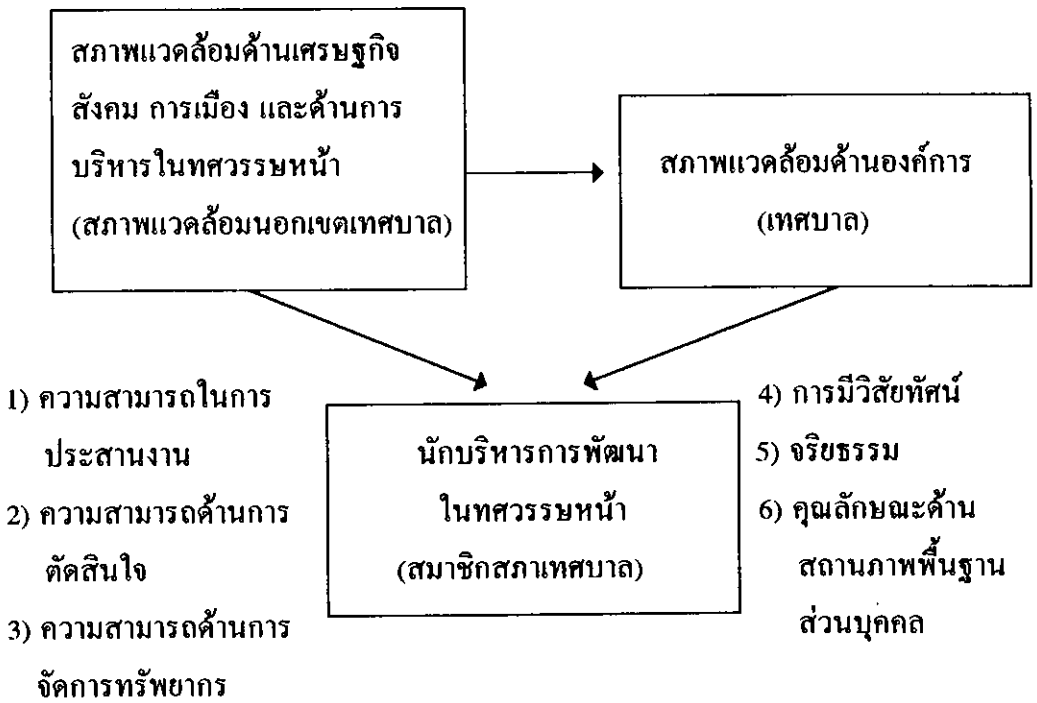 สภาพแวดล้อมด้านเศรษฐกิจ
สังคม การเมือง และด้านการ
บริหารในทศวรรษหน้า
(สภาพแวดล้อมนอกเขตเทศบาล)
สภาพแวดล้อมด้านองค์การ
(เทศบาล)
1) ความสามารถในการ
ประสานงาน
2) ความสามารถด้านการ
ตัดสินใจ
3) ความสามารถด้านการ
จัดการทรัพยากร
นักบริหารการพัฒนา
ในทศวรรษหน้า
(สมาชิกสภาเทศบาล)
4) การมีวิสัยทัศน์
5) จริยธรรม
6) คุณลักษณะด้าน
สถานภาพพื้นฐาน
ส่วนบุคคล